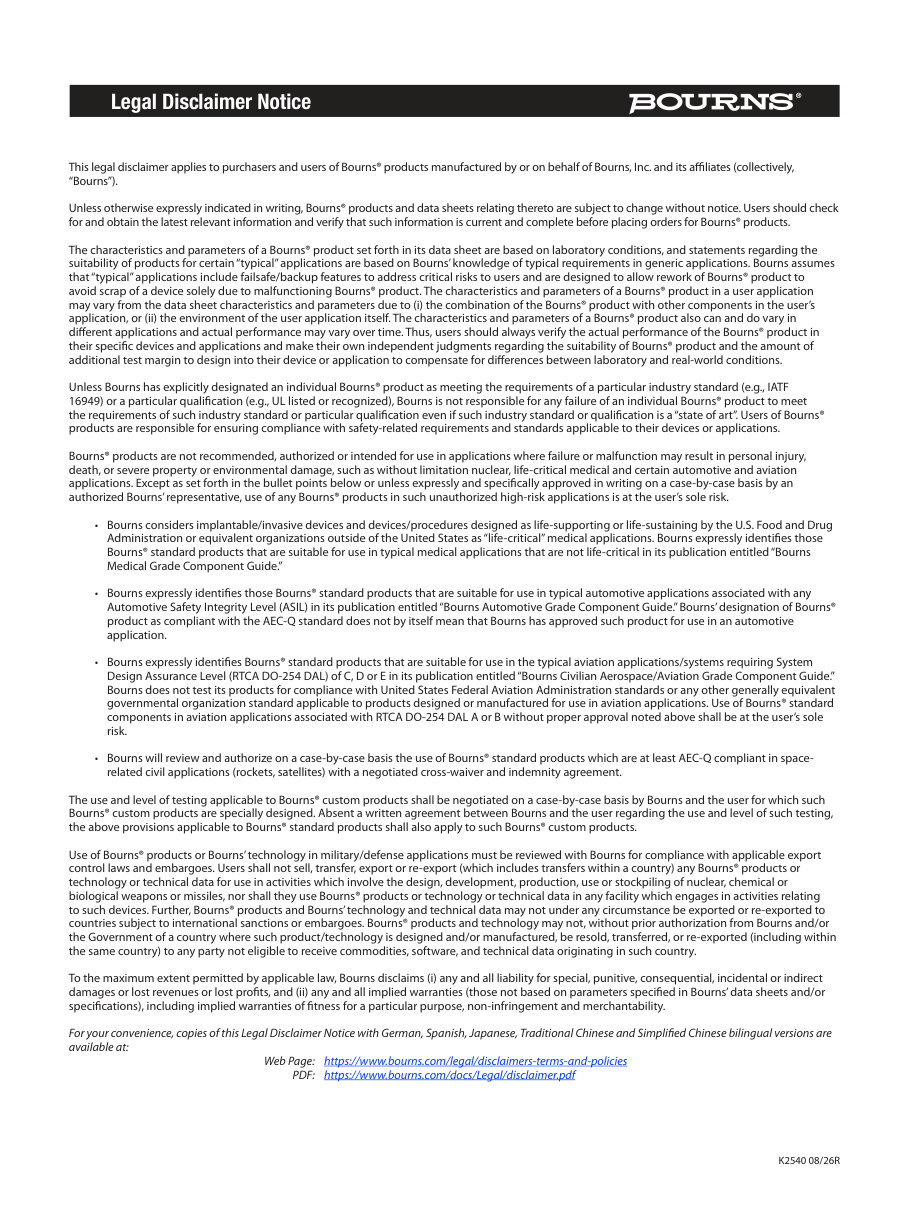 Legal Disclaimer Notice
BOURNS®
This legal disclaimer applies to purchasers and users of Bourns® products manufactured by or on behalf of Bourns, Inc. and its affiliates (collectively,
“Bourns”).
Unless otherwise expressly indicated in writing, Bourns® products and data sheets relating thereto are subject to change without notice. Users should check
for and obtain the latest relevant information and verify that such information is current and complete before placing orders for Bourns® products.
The characteristics and parameters of a Bourns® product set forth in its data sheet are based on laboratory conditions, and statements regarding the
suitability of products for certain “typical” applications are based on Bourns’ knowledge of typical requirements in generic applications. Bourns assumes
that “typical” applications include failsafe/backup features to address critical risks to users and are designed to allow rework of Bourns® product to
avoid scrap of a device solely due to malfunctioning Bourns® product. The characteristics and parameters of a Bourns® product in a user application
may vary from the data sheet characteristics and parameters due to (i) the combination of the Bourns® product with other components in the user’s
application, or (ii) the environment of the user application itself. The characteristics and parameters of a Bourns® product also can and do vary in
different applications and actual performance may vary over time. Thus, users should always verify the actual performance of the Bourns® product in
their specific devices and applications and make their own independent judgments regarding the suitability of Bourns® product and the amount of
additional test margin to design into their device or application to compensate for differences between laboratory and real-world conditions.
Unless Bourns has explicitly designated an individual Bourns® product as meeting the requirements of a particular industry standard (e.g., IATF
16949) or a particular qualification (e.g., UL listed or recognized), Bourns is not responsible for any failure of an individual Bourns® product to meet
the requirements of such industry standard or particular qualification even if such industry standard or qualification is a “state of art”. Users of Bourns®
products are responsible for ensuring compliance with safety-related requirements and standards applicable to their devices or applications.
Bourns® products are not recommended, authorized or intended for use in applications where failure or malfunction may result in personal injury,
death, or severe property or environmental damage, such as without limitation nuclear, life-critical medical and certain automotive and aviation
applications. Except as set forth in the bullet points below or unless expressly and specifically approved in writing on a case-by-case basis by an
authorized Bourns’ representative, use of any Bourns® products in such unauthorized high-risk applications is at the user’s sole risk.
• Bourns considers implantable/invasive devices and devices/procedures designed as life-supporting or life-sustaining by the U.S. Food and Drug
Administration or equivalent organizations outside of the United States as “life-critical” medical applications. Bourns expressly identifies those
Bourns® standard products that are suitable for use in typical medical applications that are not life-critical in its publication entitled “Bourns
Medical Grade Component Guide.”
• Bourns expressly identifies those Bourns® standard products that are suitable for use in typical automotive applications associated with any
Automotive Safety Integrity Level (ASIL) in its publication entitled “Bourns Automotive Grade Component Guide.” Bourns’ designation of Bourns®
product as compliant with the AEC-Q standard does not by itself mean that Bourns has approved such product for use in an automotive
application.
• Bourns expressly identifies Bourns® standard products that are suitable for use in the typical aviation applications/systems requiring System
Design Assurance Level (RTCA DO-254 DAL) of C, D or E in its publication entitled “Bourns Civilian Aerospace/Aviation Grade Component Guide.”
Bourns does not test its products for compliance with United States Federal Aviation Administration standards or any other generally equivalent
governmental organization standard applicable to products designed or manufactured for use in aviation applications. Use of Bourns® standard
components in aviation applications associated with RTCA DO-254 DAL A or B without proper approval noted above shall be at the user’s sole
risk.
• Bourns will review and authorize on a case-by-case basis the use of Bourns® standard products which are at least AEC-Q compliant in space-
related civil applications (rockets, satellites) with a negotiated cross-waiver and indemnity agreement.
The use and level of testing applicable to Bourns® custom products shall be negotiated on a case-by-case basis by Bourns and the user for which such
Bourns® custom products are specially designed. Absent a written agreement between Bourns and the user regarding the use and level of such testing,
the above provisions applicable to Bourns® standard products shall also apply to such Bourns® custom products.
Use of Bourns® products or Bourns’ technology in military/defense applications must be reviewed with Bourns for compliance with applicable export
control laws and embargoes. Users shall not sell, transfer, export or re-export (which includes transfers within a country) any Bourns® products or
technology or technical data for use in activities which involve the design, development, production, use or stockpiling of nuclear, chemical or
biological weapons or missiles, nor shall they use Bourns® products or technology or technical data in any facility which engages in activities relating
to such devices. Further, Bourns® products and Bourns’ technology and technical data may not under any circumstance be exported or re-exported to
countries subject to international sanctions or embargoes. Bourns® products and technology may not, without prior authorization from Bourns and/or
the Government of a country where such product/technology is designed and/or manufactured, be resold, transferred, or re-exported (including within
the same country) to any party not eligible to receive commodities, software, and technical data originating in such country.
To the maximum extent permitted by applicable law, Bourns disclaims (i) any and all liability for special, punitive, consequential, incidental or indirect
damages or lost revenues or lost profits, and (ii) any and all implied warranties (those not based on parameters specified in Bourns’ data sheets and/or
specifications), including implied warranties of fitness for a particular purpose, non-infringement and merchantability.
For your convenience, copies of this Legal Disclaimer Notice with German, Spanish, Japanese, Traditional Chinese and Simplified Chinese bilingual versions are
available at:
Web Page: https://www.bourns.com/legal/disclaimers-terms-and-policies
PDF: https://www.bourns.com/docs/Legal/disclaimer.pdf
K2540 08/26R